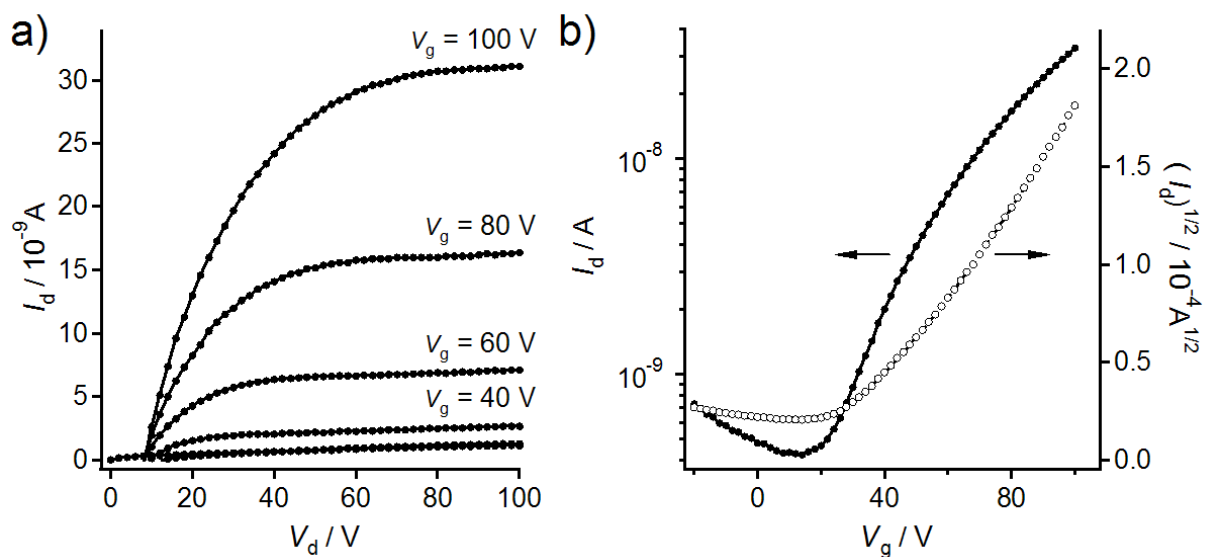 a)
I_d / 10^-9 A
30
25
20
15
10
5
0
V_g = 100 V
V_g = 80 V
V_g = 60 V
V_g = 40 V
0 20 40 60 80 100
V_d / V
b)
I_d / A
10^-8
10^-9
2.0
1.5
1.0
0.5
0.0
(I_d)^1/2 / 10^-4 A^1/2
0 40 80
V_g / V